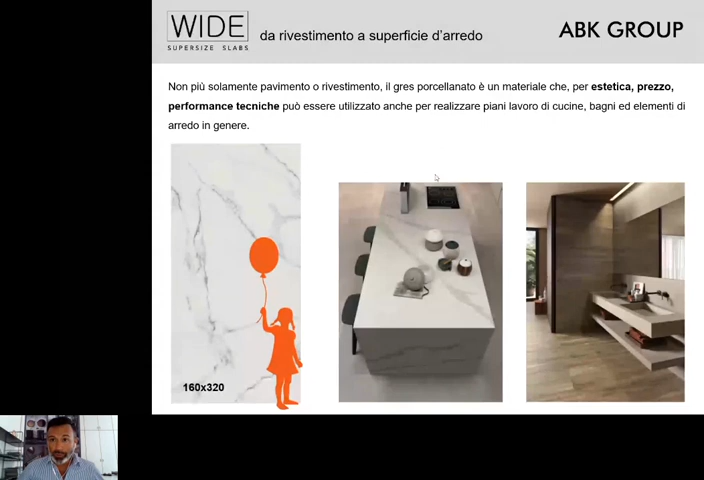 WIDE
SUPERSIZE SLABS
da rivestimento a superficie d'arredo
ABK GROUP
Non più solamente pavimento o rivestimento, il gres porcellanato è un materiale che, per estetica, prezzo,
performance tecniche può essere utilizzato anche per realizzare piani lavoro di cucine, bagni ed elementi di
arredo in genere.
160x320